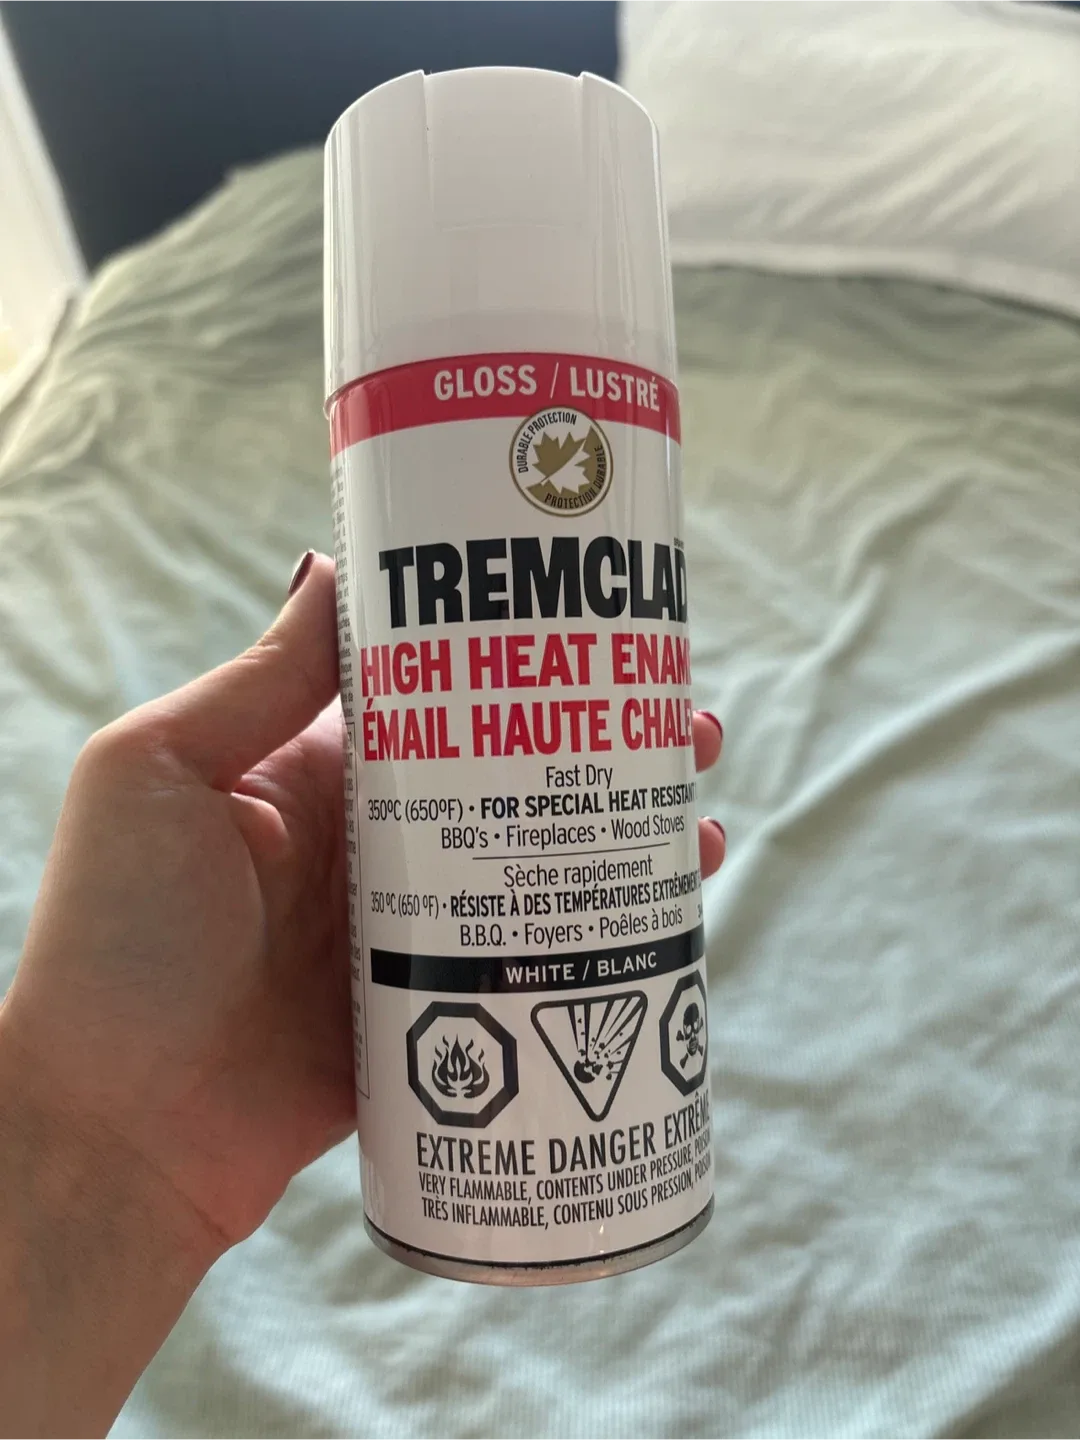 GLOSS / LUSTRÉ
DURABLE PROTECTION
PROTECTION DURABLE
TREMCLAD
HIGH HEAT ENAM
ÉMAIL HAUTE CHALE
Fast Dry
350ºC (650ºF) • FOR SPECIAL HEAT RESISTANT
BBQ's • Fireplaces • Wood Stoves
Sèche rapidement
350 ºC (650 ºF) • RÉSISTE À DES TEMPÉRATURES EXTRÊMEMENT
B.B.Q. • Foyers • Poêles à bois
WHITE / BLANC
EXTREME DANGER EXTRÊME
VERY FLAMMABLE, CONTENTS UNDER PRESSURE, POISON
TRÈS INFLAMMABLE, CONTENU SOUS PRESSION, POISON